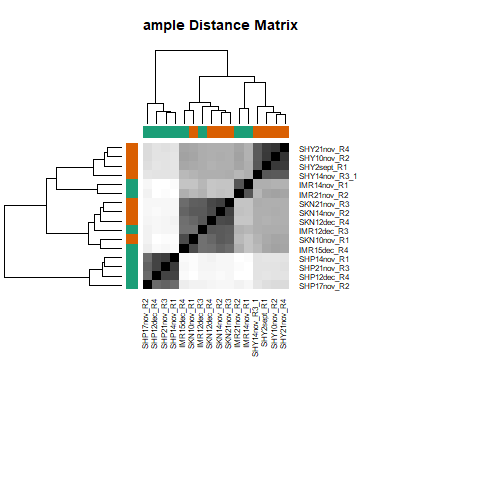 ample Distance Matrix
SHY21nov_R4
SHY10nov_R2
SHY2sept_R1
SHY14nov_R3_1
IMR14nov_R1
IMR21nov_R2
SKN21nov_R3
SKN14nov_R2
SKN12dec_R4
IMR12dec_R3
SKN10nov_R1
IMR15dec_R4
SHP14nov_R1
SHP21nov_R3
SHP12dec_R4
SHP17nov_R2
SHP17nov_R2
SHP12dec_R4
SHP21nov_R3
SHP14nov_R1
IMR15dec_R4
SKN10nov_R1
IMR12dec_R3
SKN12dec_R4
SKN14nov_R2
SKN21nov_R3
IMR21nov_R2
IMR14nov_R1
SHY14nov_R3_1
SHY2sept_R1
SHY10nov_R2
SHY21nov_R4